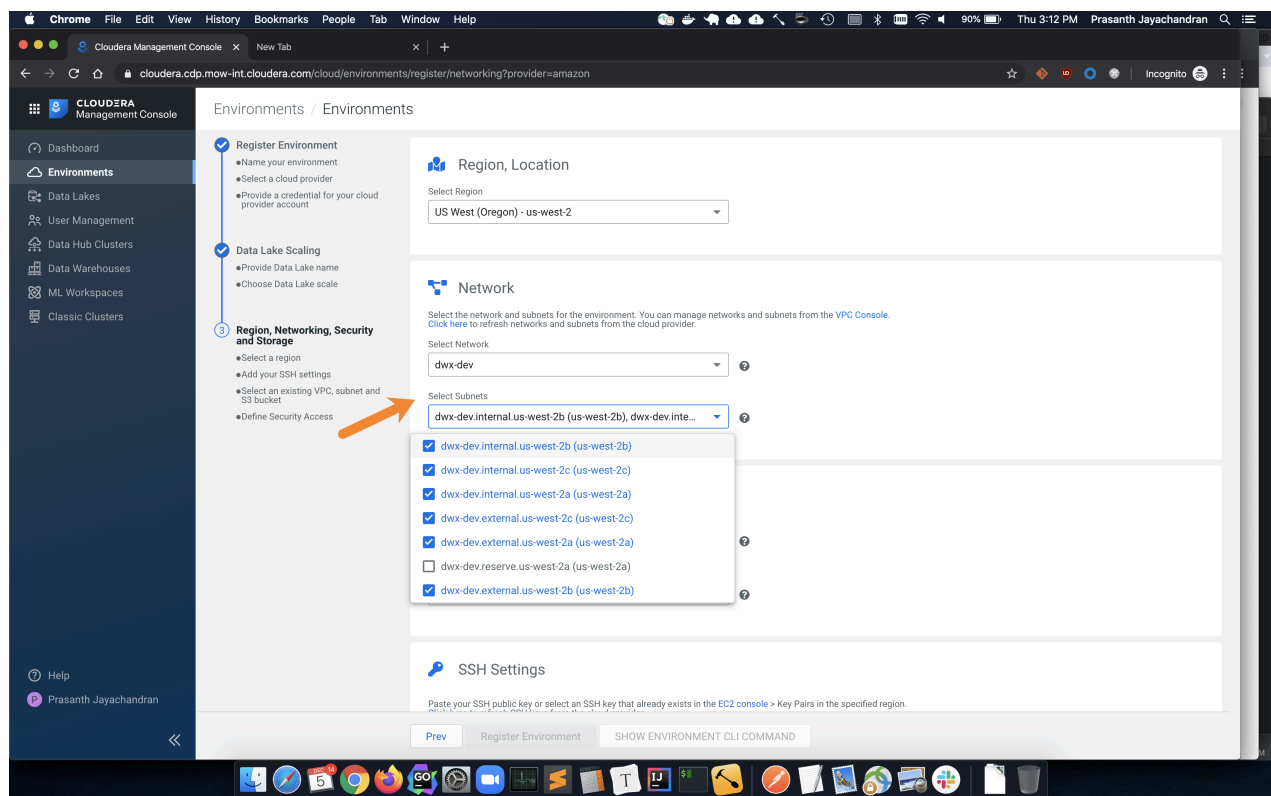 Chrome File Edit View History Bookmarks People Tab Window Help 90% Thu 3:12 PM Prasanth Jayachandran
Cloudera Management Console × New Tab × +
cloudera.cdp.mow-int.cloudera.com/cloud/environments/register/networking?provider=amazon Incognito
CLOUDERA
Management Console
Environments / Environments
Dashboard
Environments
Data Lakes
User Management
Data Hub Clusters
Data Warehouses
ML Workspaces
Classic Clusters
Help
P Prasanth Jayachandran
Register Environment
•Name your environment
•Select a cloud provider
•Provide a credential for your cloud
provider account
Data Lake Scaling
•Provide Data Lake name
•Choose Data Lake scale
3 Region, Networking, Security
and Storage
•Select a region
•Add your SSH settings
•Select an existing VPC, subnet and
S3 bucket
•Define Security Access
Region, Location
Select Region
US West (Oregon) - us-west-2
Network
Select the network and subnets for the environment. You can manage networks and subnets from the VPC Console.
Click here to refresh networks and subnets from the cloud provider.
Select Network
dwx-dev
Select Subnets
dwx-dev.internal.us-west-2b (us-west-2b), dwx-dev.inte...
dwx-dev.internal.us-west-2b (us-west-2b)
dwx-dev.internal.us-west-2c (us-west-2c)
dwx-dev.internal.us-west-2a (us-west-2a)
dwx-dev.external.us-west-2c (us-west-2c)
dwx-dev.external.us-west-2a (us-west-2a)
dwx-dev.reserve.us-west-2a (us-west-2a)
dwx-dev.external.us-west-2b (us-west-2b)
SSH Settings
Paste your SSH public key or select an SSH key that already exists in the EC2 console > Key Pairs in the specified region.
Prev Register Environment SHOW ENVIRONMENT CLI COMMAND